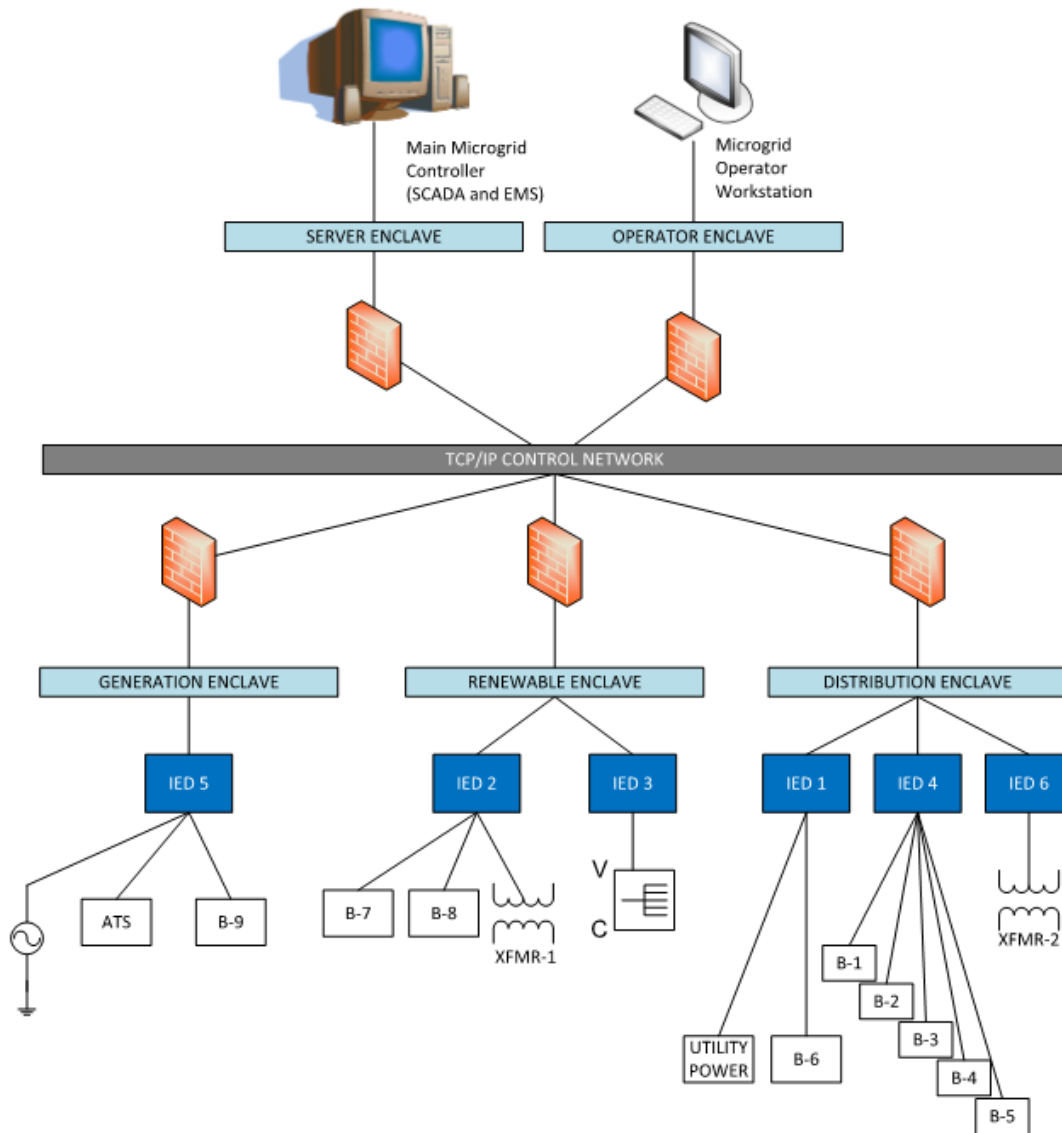 Main Microgrid
Controller
(SCADA and EMS)
Microgrid
Operator
Workstation
SERVER ENCLAVE
OPERATOR ENCLAVE
TCP/IP CONTROL NETWORK
GENERATION ENCLAVE
RENEWABLE ENCLAVE
DISTRIBUTION ENCLAVE
IED 5
IED 2
IED 3
IED 1
IED 4
IED 6
ATS
B-9
B-7
B-8
XFMR-1
V
C
XFMR-2
B-1
B-2
B-3
B-4
B-5
UTILITY
POWER
B-6